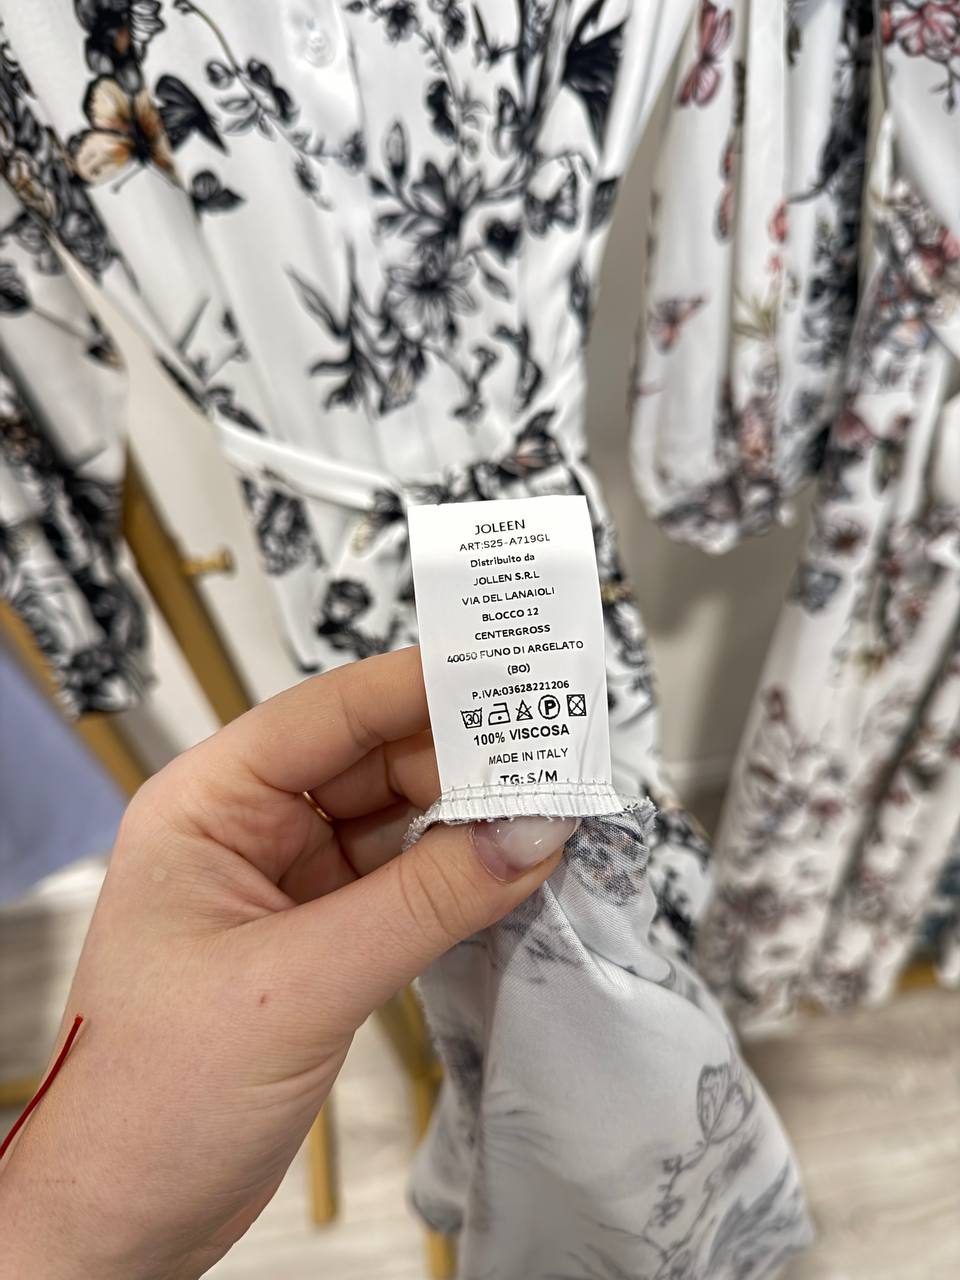 JOLEEN
ART:S25-A719GL
Distribuito da
JOLLEN S.R.L
VIA DEL LANAIOLI
BLOCCO 12
CENTERGROSS
40050 FUNO DI ARGELATO
(BO)
P.IVA:03628221206
30 P
100% VISCOSA
MADE IN ITALY
TG: S/M